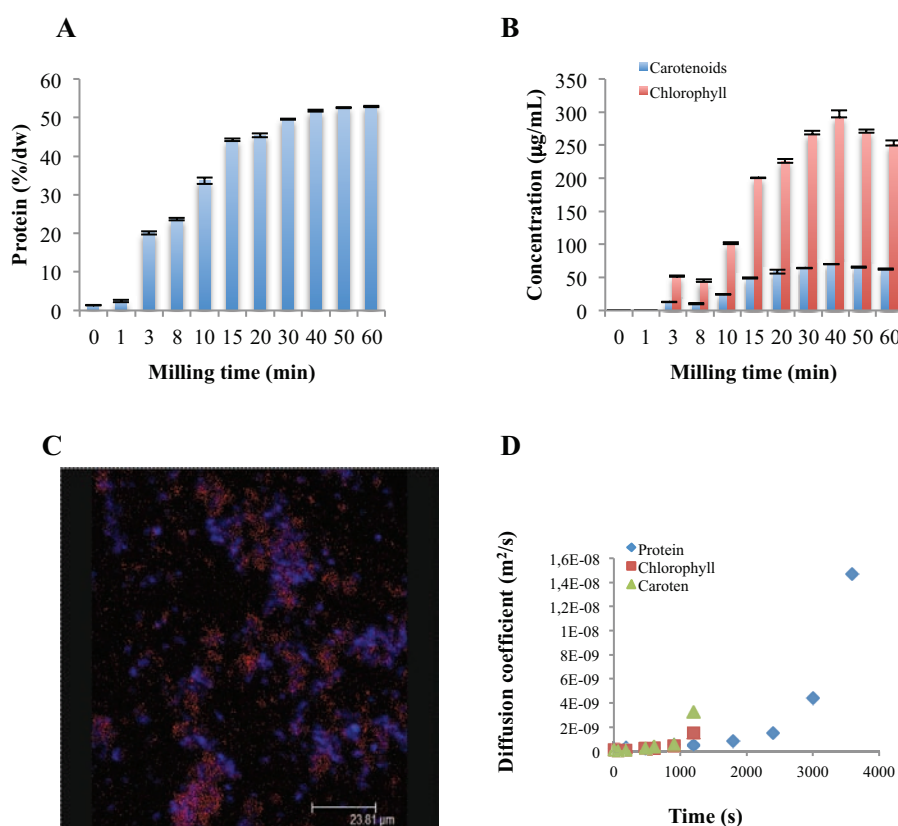 A
Protein (%/dw)
60
50
40
30
20
10
0
0 1 3 8 10 15 20 30 40 50 60
Milling time (min)
B
Carotenoids
Chlorophyll
Concentration (µg/mL)
350
300
250
200
150
100
50
0
0 1 3 8 10 15 20 30 40 50 60
Milling time (min)
C
23.81 µm
D
Protein
Chlorophyll
Caroten
Diffusion coefficient (m²/s)
1,6E-08
1,4E-08
1,2E-08
1E-08
8E-09
6E-09
4E-09
2E-09
0
0 1000 2000 3000 4000
Time (s)